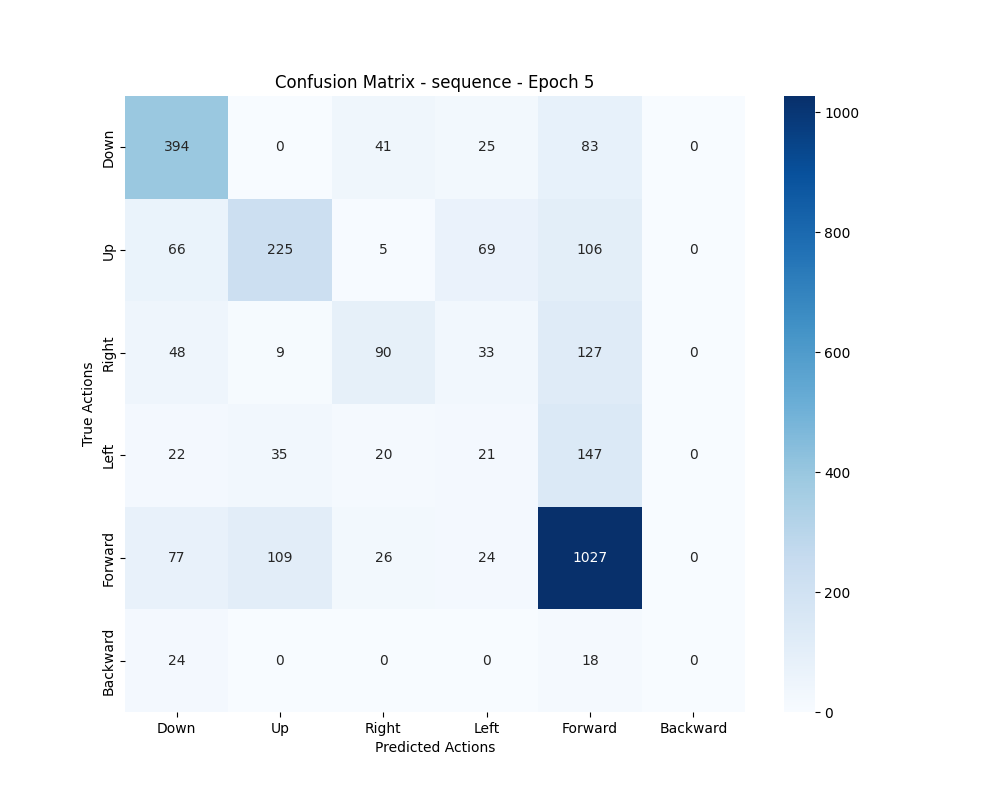 Confusion Matrix - sequence - Epoch 5
True Actions
Down 394 0 41 25 83 0
Up 66 225 5 69 106 0
Right 48 9 90 33 127 0
Left 22 35 20 21 147 0
Forward 77 109 26 24 1027 0
Backward 24 0 0 0 18 0
Down Up Right Left Forward Backward
Predicted Actions
1000
800
600
400
200
0